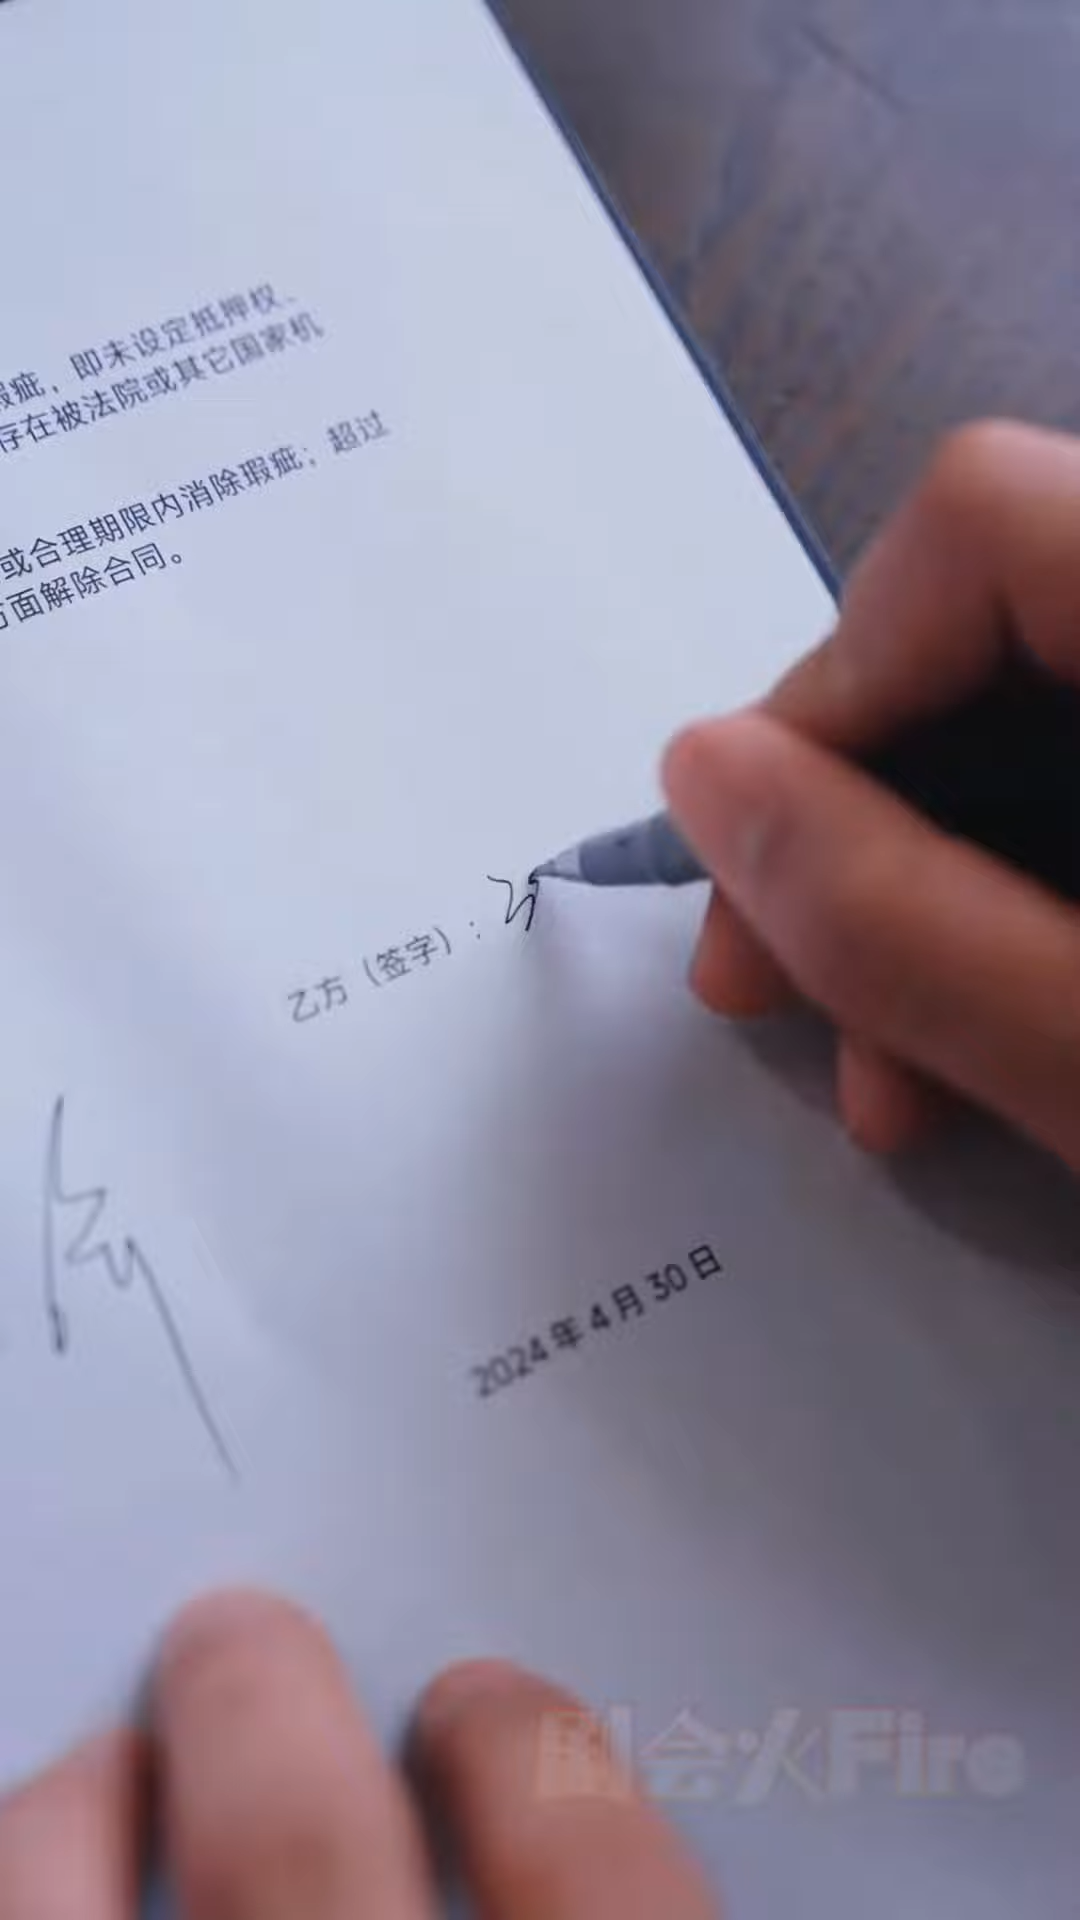 瑕疵，即未设定抵押权、
存在被法院或其它国家机
或合理期限内消除瑕疵；超过
方面解除合同。
乙方（签字）：
2024年4月30日
剧会火Fire